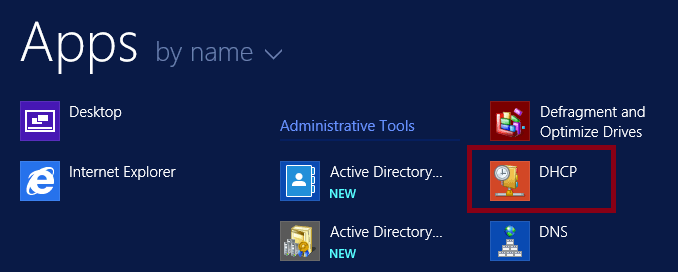 Apps by name
Desktop
Internet Explorer
Administrative Tools
Active Directory...
NEW
Active Directory...
NEW
Defragment and
Optimize Drives
DHCP
DNS